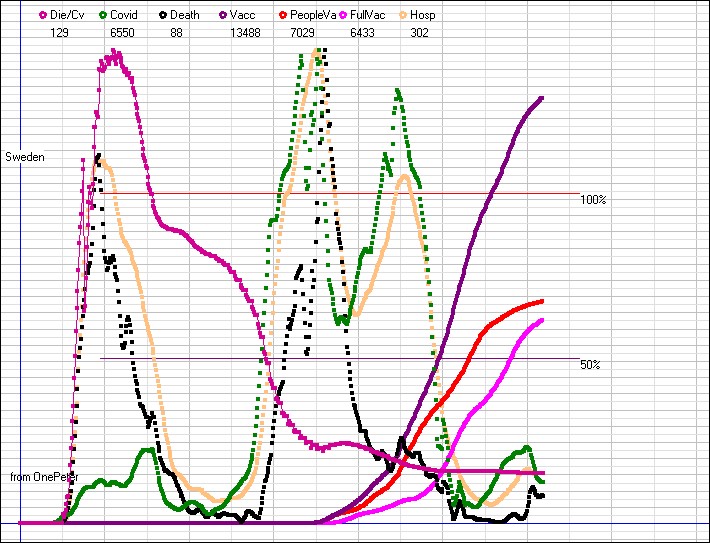 Die/Cv Covid Death Vacc PeopleVa FullVac Hosp
129 6550 88 13488 7029 6433 302
Sweden
100%
50%
from OnePeter